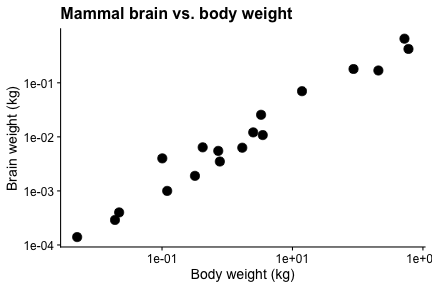 Mammal brain vs. body weight
Brain weight (kg)
1e-01
1e-02
1e-03
1e-04
1e-01
1e+01
1e+0
Body weight (kg)